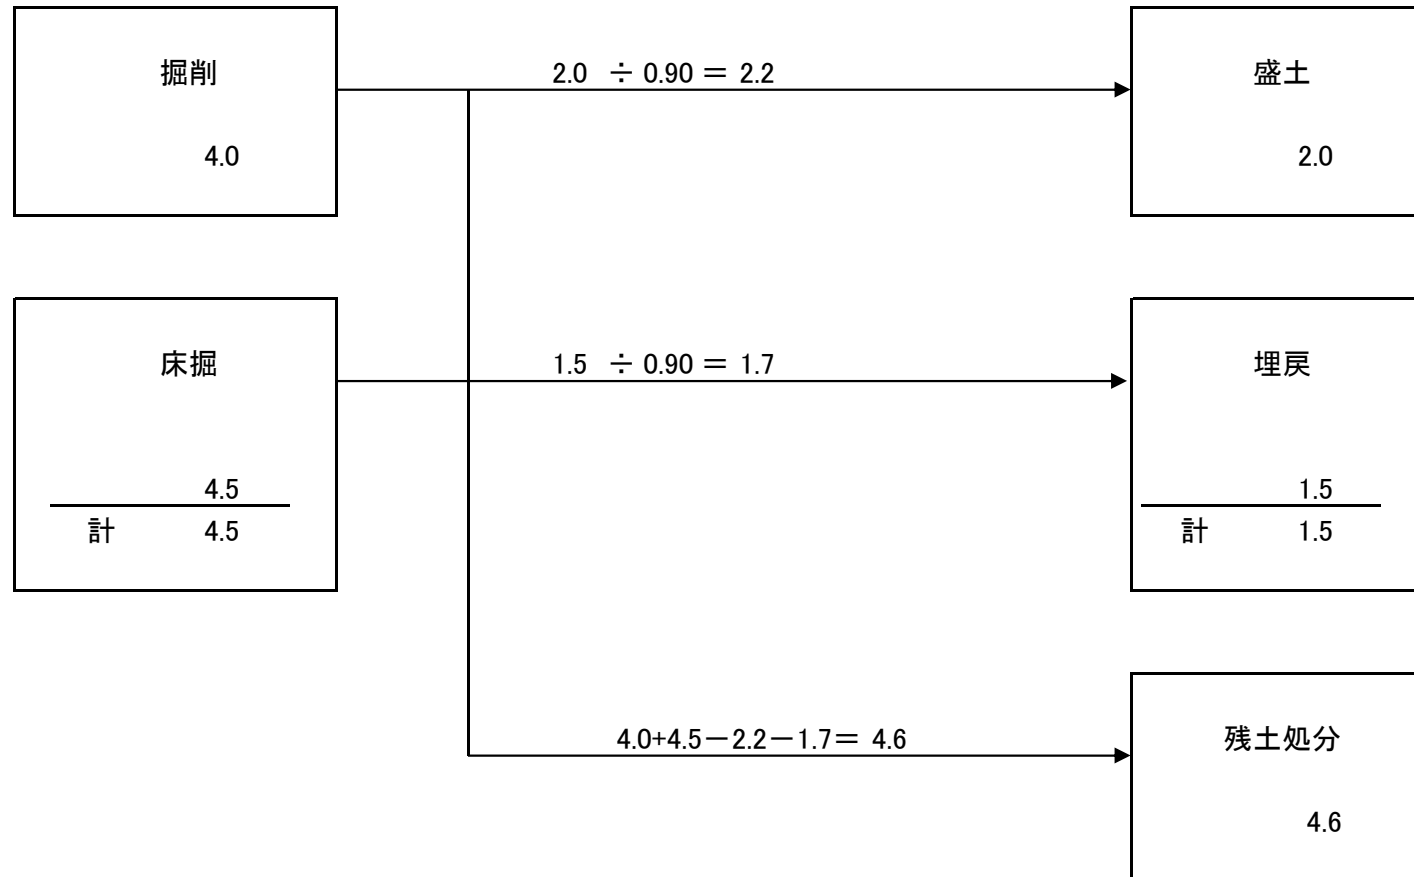 掘削
4.0
2.0 ÷ 0.90 = 2.2
盛土
2.0
床掘
4.5
計 4.5
1.5 ÷ 0.90 = 1.7
埋戻
1.5
計 1.5
4.0+4.5－2.2－1.7＝ 4.6
残土処分
4.6